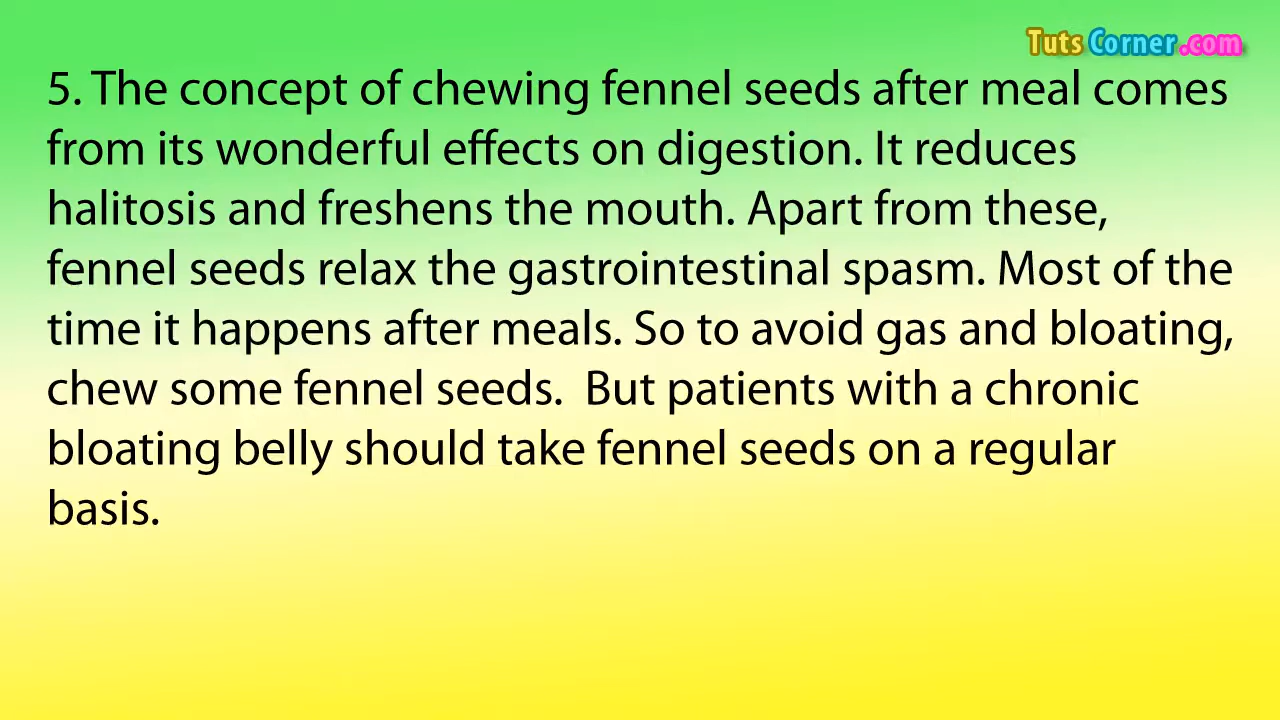 Tuts Corner.com
5. The concept of chewing fennel seeds after meal comes
from its wonderful effects on digestion. It reduces
halitosis and freshens the mouth. Apart from these,
fennel seeds relax the gastrointestinal spasm. Most of the
time it happens after meals. So to avoid gas and bloating,
chew some fennel seeds.  But patients with a chronic
bloating belly should take fennel seeds on a regular
basis.